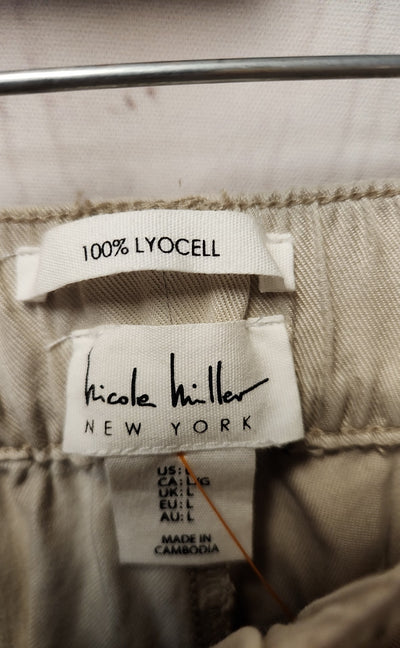 100% LYOCELL
nicole miller
NEW YORK
US: L
CA: L/G
UK: L
EU: L
AU: L
MADE IN
CAMBODIA